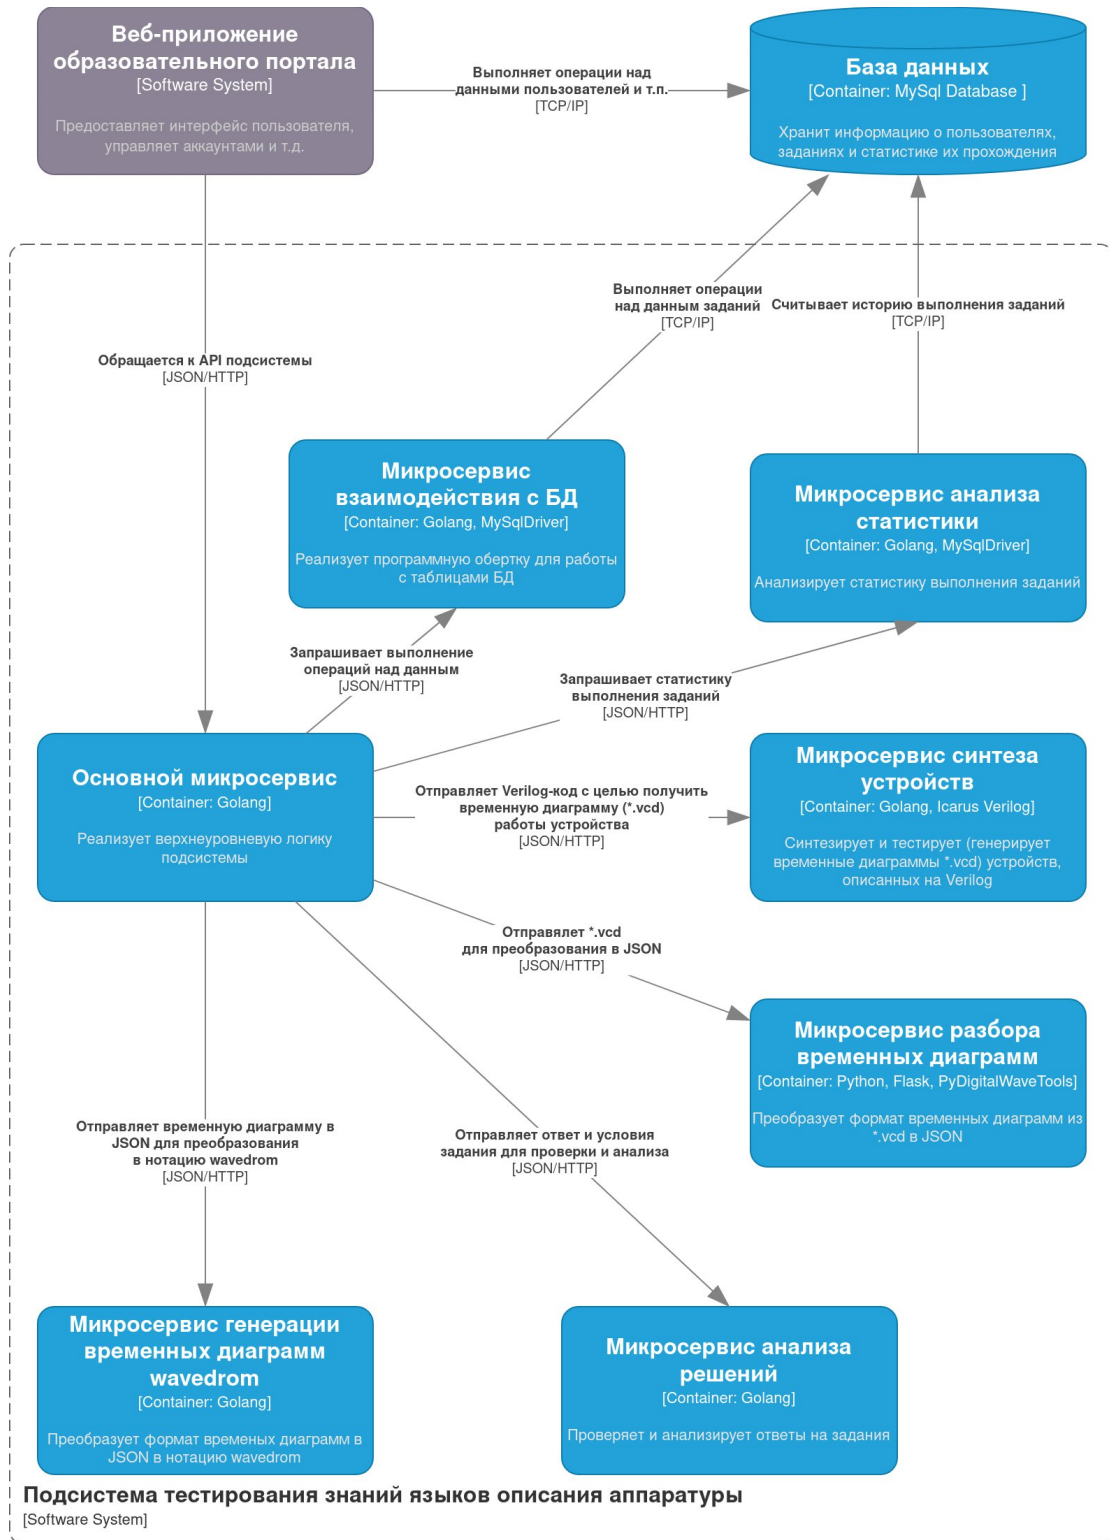 Веб-приложение
образовательного портала
[Software System]
Предоставляет интерфейс пользователя,
управляет аккаунтами и т.д.
Выполняет операции над
данными пользователей и т.п.
[TCP/IP]
База данных
[Container: MySql Database ]
Хранит информацию о пользователях,
заданиях и статистике их прохождения
Обращается к API подсистемы
[JSON/HTTP]
Выполняет операции
над данным заданий
[TCP/IP]
Считывает историю выполнения заданий
[TCP/IP]
Микросервис
взаимодействия с БД
[Container: Golang, MySqlDriver]
Реализует программную обертку для работы
с таблицами БД
Микросервис анализа
статистики
[Container: Golang, MySqlDriver]
Анализирует статистику выполнения заданий
Запрашивает выполнение
операций над данным
[JSON/HTTP]
Запрашивает статистику
выполнения заданий
[JSON/HTTP]
Основной микросервис
[Container: Golang]
Реализует верхнеуровневую логику
подсистемы
Отправляет Verilog-код с целью получить
временную диаграмму (*.vcd)
работы устройства
[JSON/HTTP]
Микросервис синтеза
устройств
[Container: Golang, Icarus Verilog]
Синтезирует и тестирует (генерирует
временные диаграммы *.vcd) устройств,
описанных на Verilog
Отправялет *.vcd
для преобразования в JSON
[JSON/HTTP]
Микросервис разбора
временных диаграмм
[Container: Python, Flask, PyDigitalWaveTools]
Преобразует формат временных диаграмм из
*.vcd в JSON
Отправляет временную диаграмму в
JSON для преобразования
в нотацию wavedrom
[JSON/HTTP]
Отправляет ответ и условия
задания для проверки и анализа
[JSON/HTTP]
Микросервис генерации
временных диаграмм
wavedrom
[Container: Golang]
Преобразует формат временых диаграмм в
JSON в нотацию wavedrom
Микросервис анализа
решений
[Container: Golang]
Проверяет и анализирует ответы на задания
Подсистема тестирования знаний языков описания аппаратуры
[Software System]